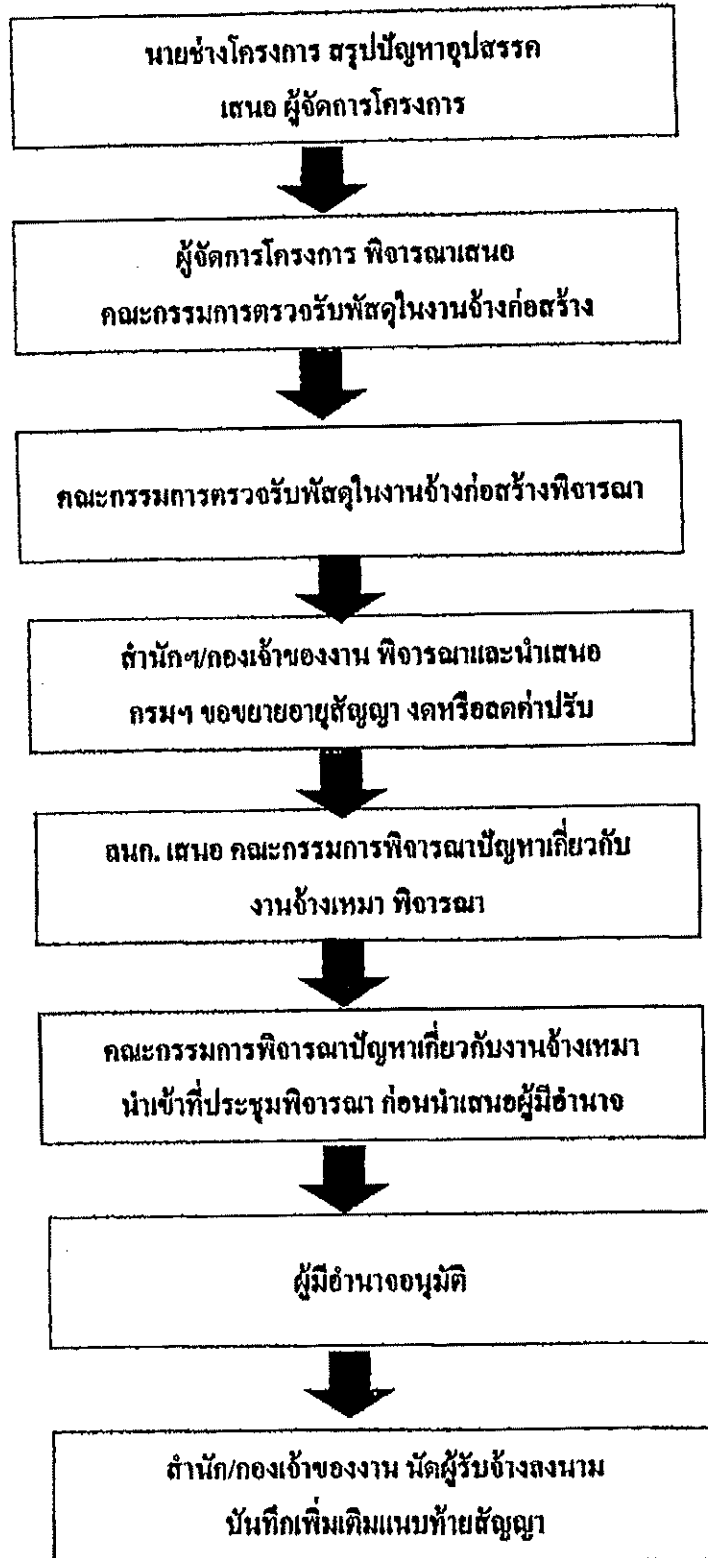 นายช่างโครงการ สรุปปัญหาอุปสรรค
เสนอ ผู้จัดการโครงการ
ผู้จัดการโครงการ พิจารณาเสนอ
คณะกรรมการตรวจรับพัสดุในงานจ้างก่อสร้าง
คณะกรรมการตรวจรับพัสดุในงานจ้างก่อสร้างพิจารณา
สำนักฯ/กองเจ้าของงาน พิจารณาและนำเสนอ
กรมฯ ขอขยายอายุสัญญา งดหรือลดค่าปรับ
สนก. เสนอ คณะกรรมการพิจารณาปัญหาเกี่ยวกับ
งานจ้างเหมา พิจารณา
คณะกรรมการพิจารณาปัญหาเกี่ยวกับงานจ้างเหมา
นำเข้าที่ประชุมพิจารณา ก่อนนำเสนอผู้มีอำนาจ
ผู้มีอำนาจอนุมัติ
สำนัก/กองเจ้าของงาน นัดผู้รับจ้างลงนาม
บันทึกเพิ่มเติมแนบท้ายสัญญา